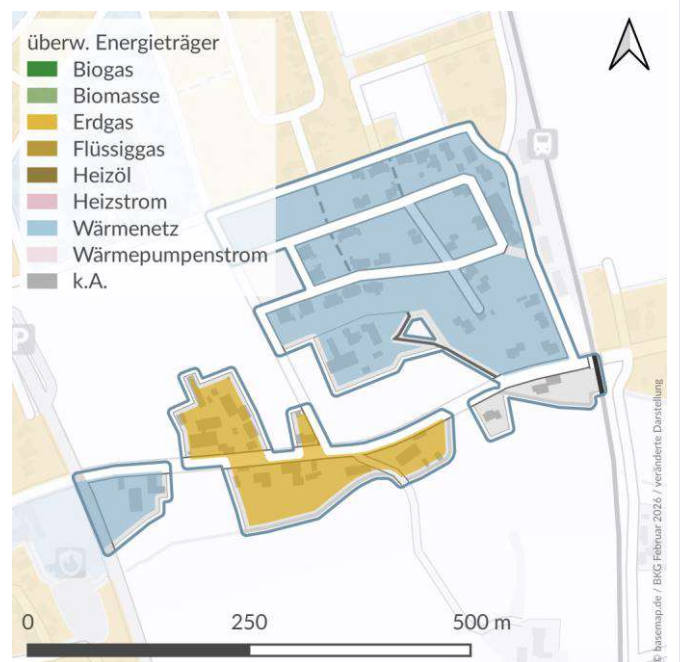 überw. Energieträger
Biogas
Biomasse
Erdgas
Flüssiggas
Heizöl
Heizstrom
Wärmenetz
Wärmepumpenstrom
k.A.
P
0 250 500 m
© basemap.de / BKG Februar 2026 / veränderte Darstellung